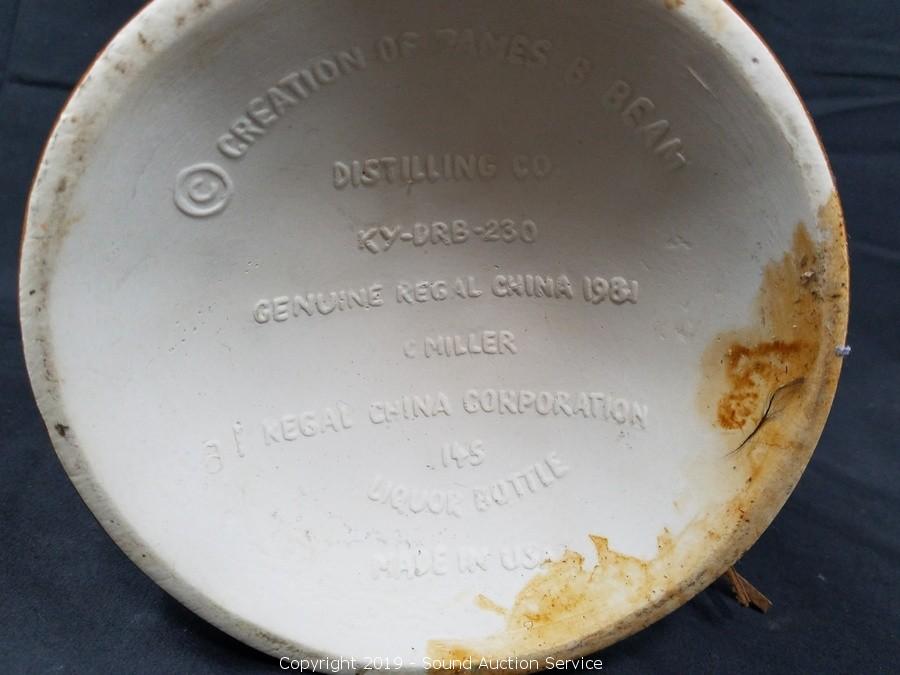 © CREATION OF JAMES B BEAM
DISTILLING CO
KY-DRB-230
GENUINE REGAL CHINA 1981
C MILLER
REGAL CHINA CORPORATION
145
LIQUOR BOTTLE
MADE IN USA
Copyright 2019 - Sound Auction Service